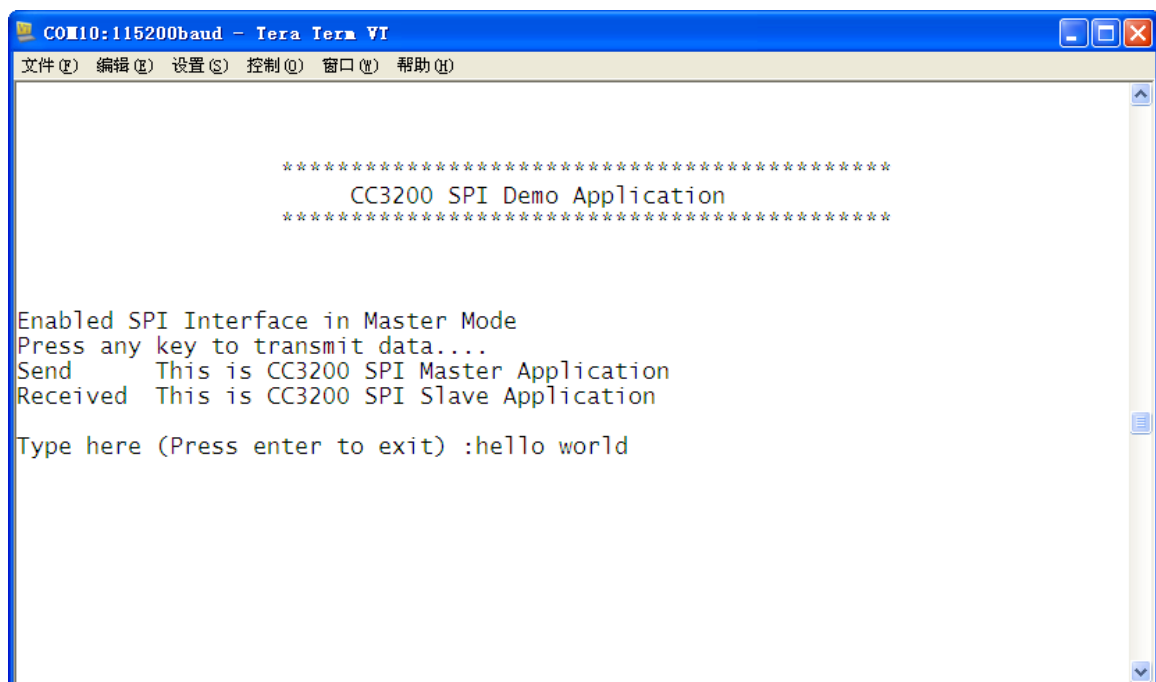 COM10:115200baud - Tera Term VT
文件(F) 编辑(E) 设置(S) 控制(O) 窗口(W) 帮助(H)
********************************************
CC3200 SPI Demo Application
********************************************
Enabled SPI Interface in Master Mode
Press any key to transmit data....
Send This is CC3200 SPI Master Application
Received This is CC3200 SPI Slave Application
Type here (Press enter to exit) :hello world